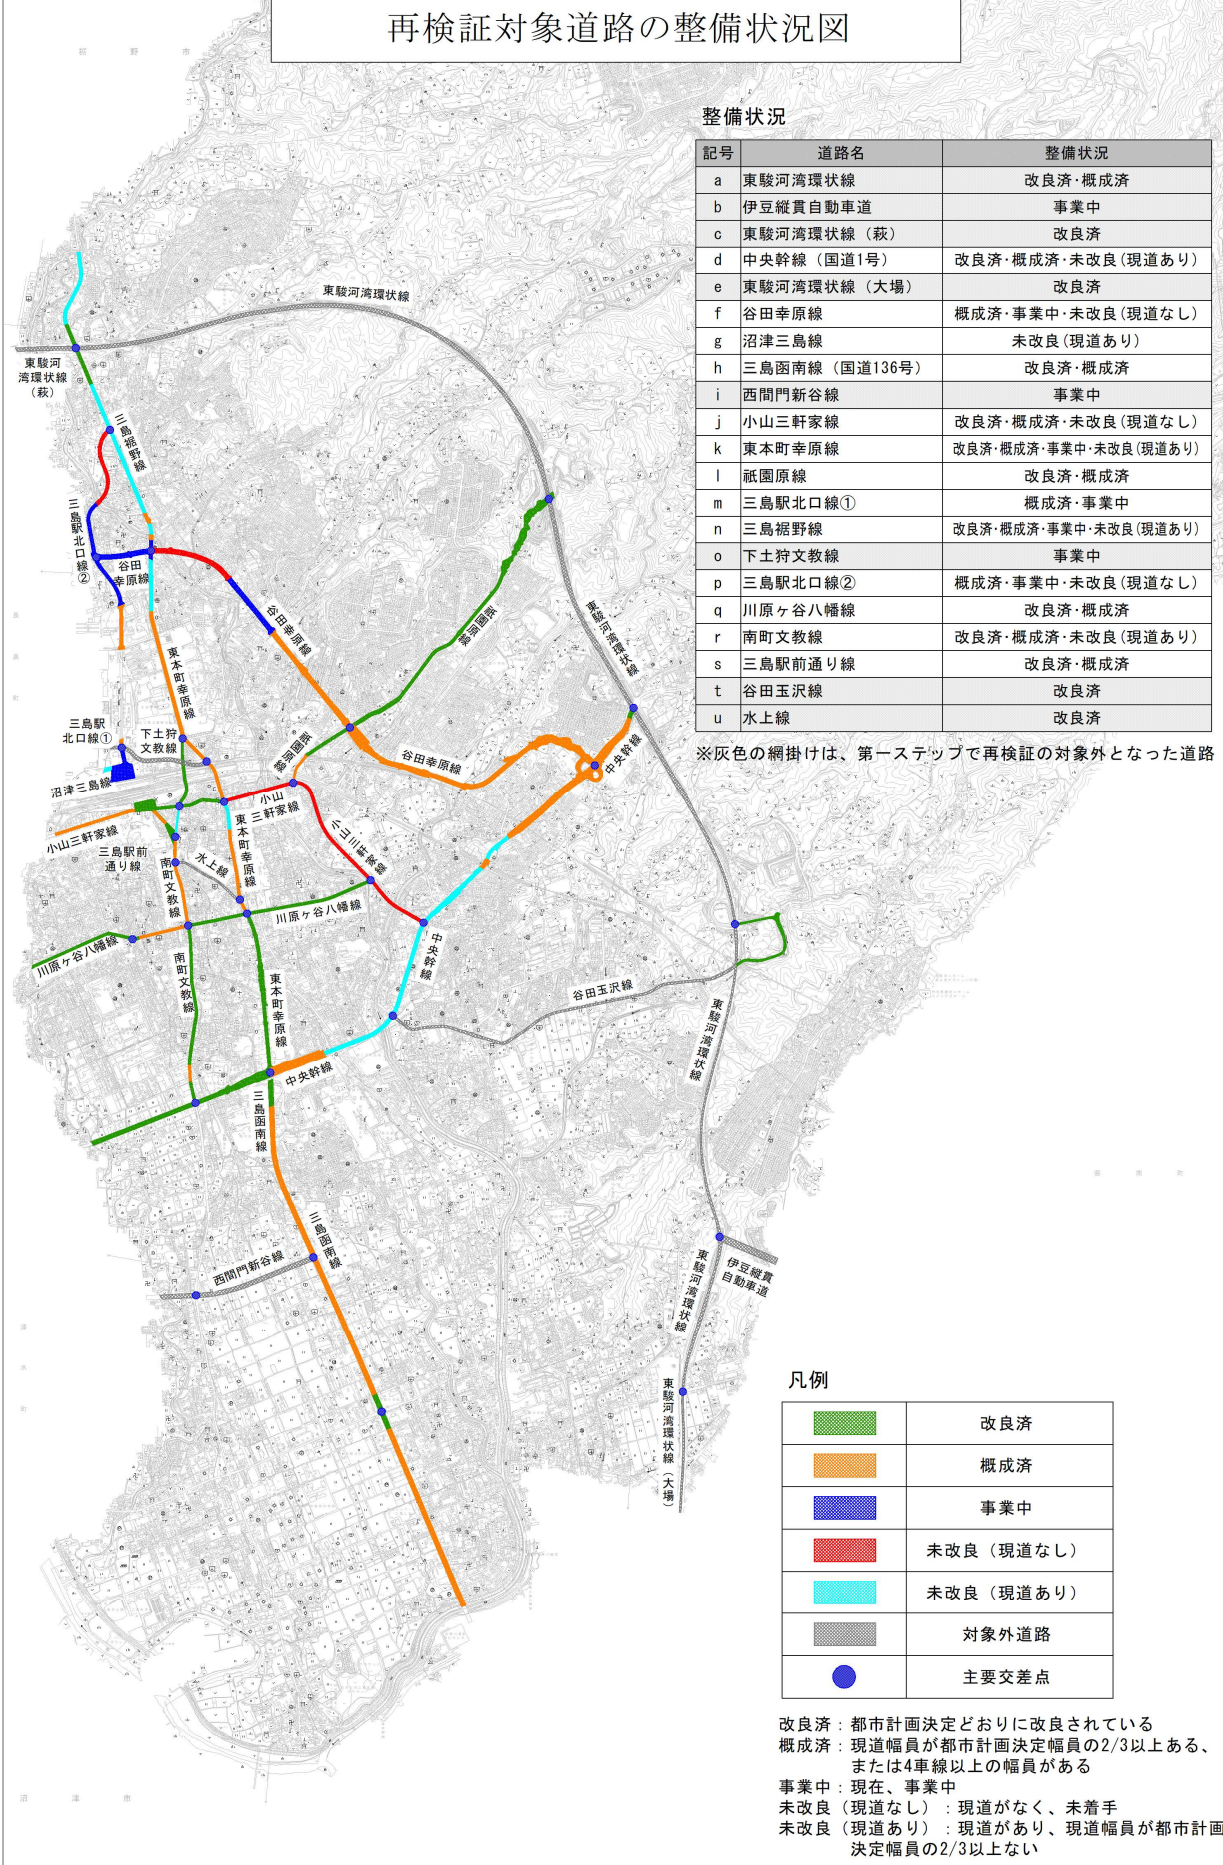 再検証対象道路の整備状況図
裾野市
整備状況
記号 道路名 整備状況
a 東駿河湾環状線 改良済・概成済
b 伊豆縦貫自動車道 事業中
c 東駿河湾環状線（萩） 改良済
d 中央幹線（国道1号） 改良済・概成済・未改良(現道あり)
e 東駿河湾環状線（大場） 改良済
f 谷田幸原線 概成済・事業中・未改良(現道なし)
g 沼津三島線 未改良(現道あり)
h 三島函南線（国道136号） 改良済・概成済
i 西間門新谷線 事業中
j 小山三軒家線 改良済・概成済・未改良(現道なし)
k 東本町幸原線 改良済・概成済・事業中・未改良(現道あり)
l 祇園原線 改良済・概成済
m 三島駅北口線① 概成済・事業中
n 三島裾野線 改良済・概成済・事業中・未改良(現道あり)
o 下土狩文教線 事業中
p 三島駅北口線② 概成済・事業中・未改良(現道なし)
q 川原ヶ谷八幡線 改良済・概成済
r 南町文教線 改良済・概成済・未改良(現道あり)
s 三島駅前通り線 改良済・概成済
t 谷田玉沢線 改良済
u 水上線 改良済
※灰色の網掛けは、第一ステップで再検証の対象外となった道路
東駿河湾環状線
東駿河
湾環状線
（萩）
三島裾野線
三島駅北口線②
谷田
幸原線
谷田幸原線
祇園原線
東駿河湾環状線
東本町幸原線
三島駅
北口線①
下土狩
文教線
祇園原線
谷田幸原線
中央幹線
沼津三島線
小山
三軒家線
小山三軒家線
東本町幸原線
小山三軒家線
三島駅前
通り線
水上線
南町文教線
川原ヶ谷八幡線
川原ヶ谷八幡線
中央幹線
南町文教線
東本町幸原線
谷田玉沢線
東駿河湾環状線
中央幹線
三島函南線
三島函南線
西間門新谷線
伊豆縦貫
自動車道
東駿河湾環状線
東駿河湾環状線（大場）
函南町
長泉町
清水町
沼津市
凡例
改良済
概成済
事業中
未改良（現道なし）
未改良（現道あり）
対象外道路
主要交差点
改良済：都市計画決定どおりに改良されている
概成済：現道幅員が都市計画決定幅員の2/3以上ある、
または4車線以上の幅員がある
事業中：現在、事業中
未改良（現道なし）：現道がなく、未着手
未改良（現道あり）：現道があり、現道幅員が都市計画
決定幅員の2/3以上ない